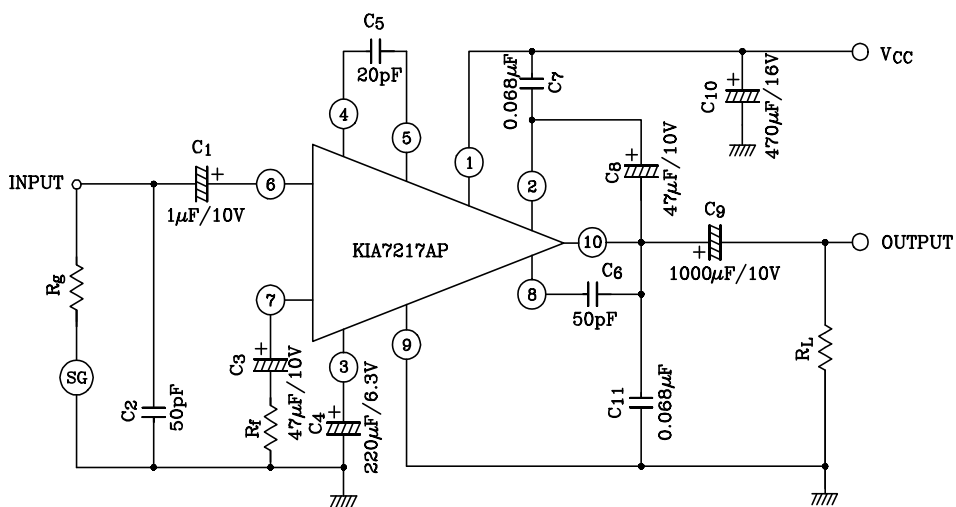 C5
20pF
4
5
VCC
C7
0.068μF
C10
470μF/16V
1
2
C8
47μF/10V
INPUT
C1
1μF/10V
6
KIA7217AP
10
C9
1000μF/10V
OUTPUT
Rg
SG
C2
50pF
7
C3
47μF/10V
Rf
3
C4
220μF/6.3V
9
8
C6
50pF
C11
0.068μF
RL